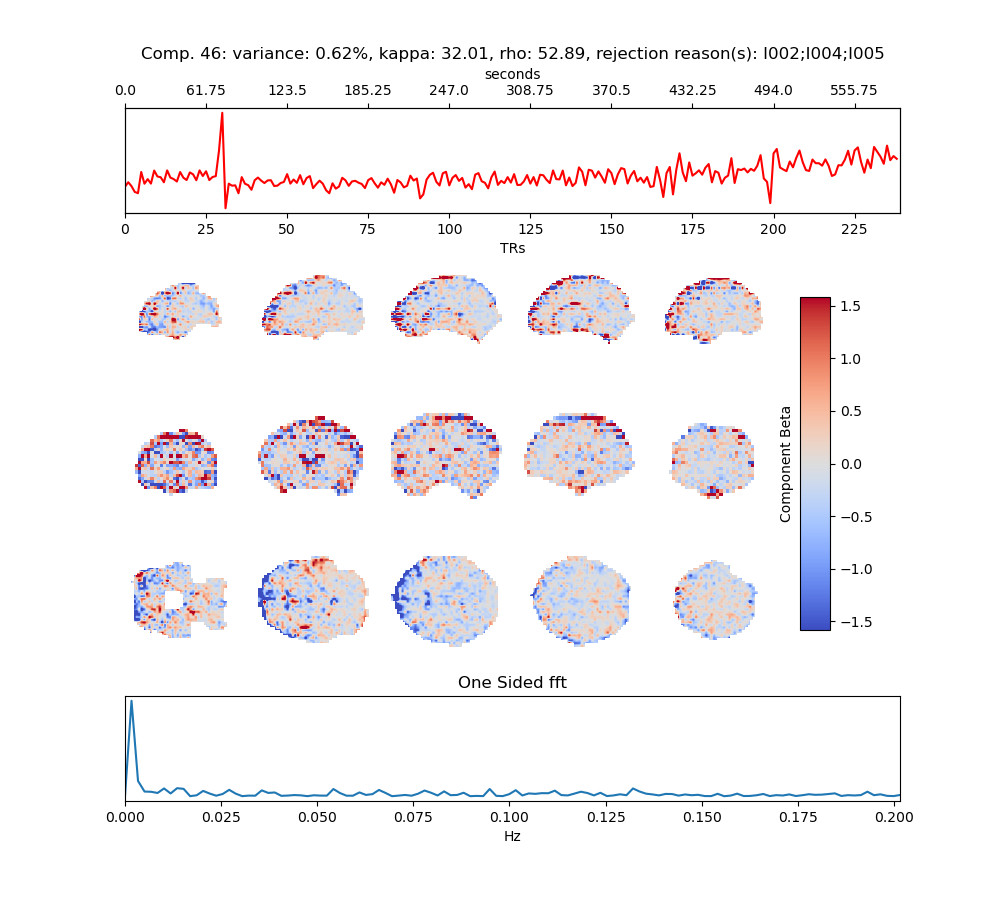 Comp. 46: variance: 0.62%, kappa: 32.01, rho: 52.89, rejection reason(s): I002;I004;I005
seconds
0.0 61.75 123.5 185.25 247.0 308.75 370.5 432.25 494.0 555.75
0 25 50 75 100 125 150 175 200 225
TRs
1.5
1.0
0.5
0.0
−0.5
−1.0
−1.5
Component Beta
One Sided fft
0.000 0.025 0.050 0.075 0.100 0.125 0.150 0.175 0.200
Hz